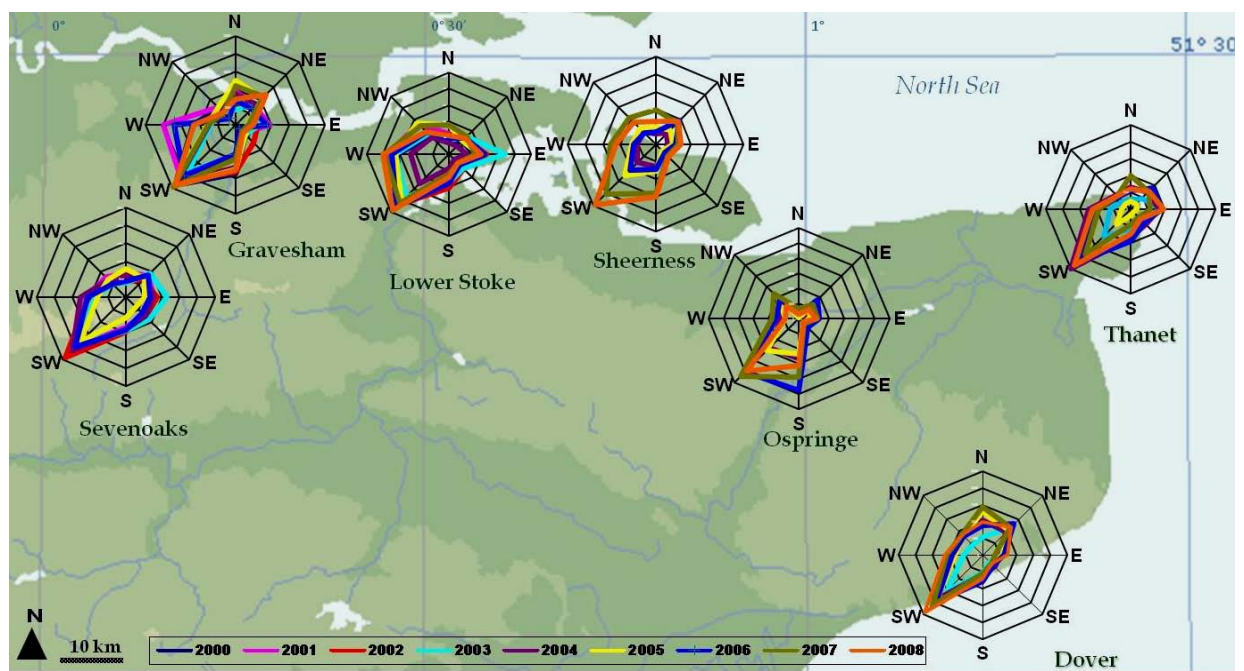 0° 0° 30′ 1° 51° 30
North Sea
N
NW NE
W E
SW SE
S
Gravesham
N
NW NE
W E
SW SE
S
Lower Stoke
N
NW NE
W E
SW SE
S
Sheerness
N
NW NE
W E
SW SE
S
Thanet
N
NW NE
W E
SW SE
S
Sevenoaks
N
NW NE
W E
SW SE
S
Ospringe
N
NW NE
W E
SW SE
S
Dover
N
10 km
2000 2001 2002 2003 2004 2005 2006 2007 2008